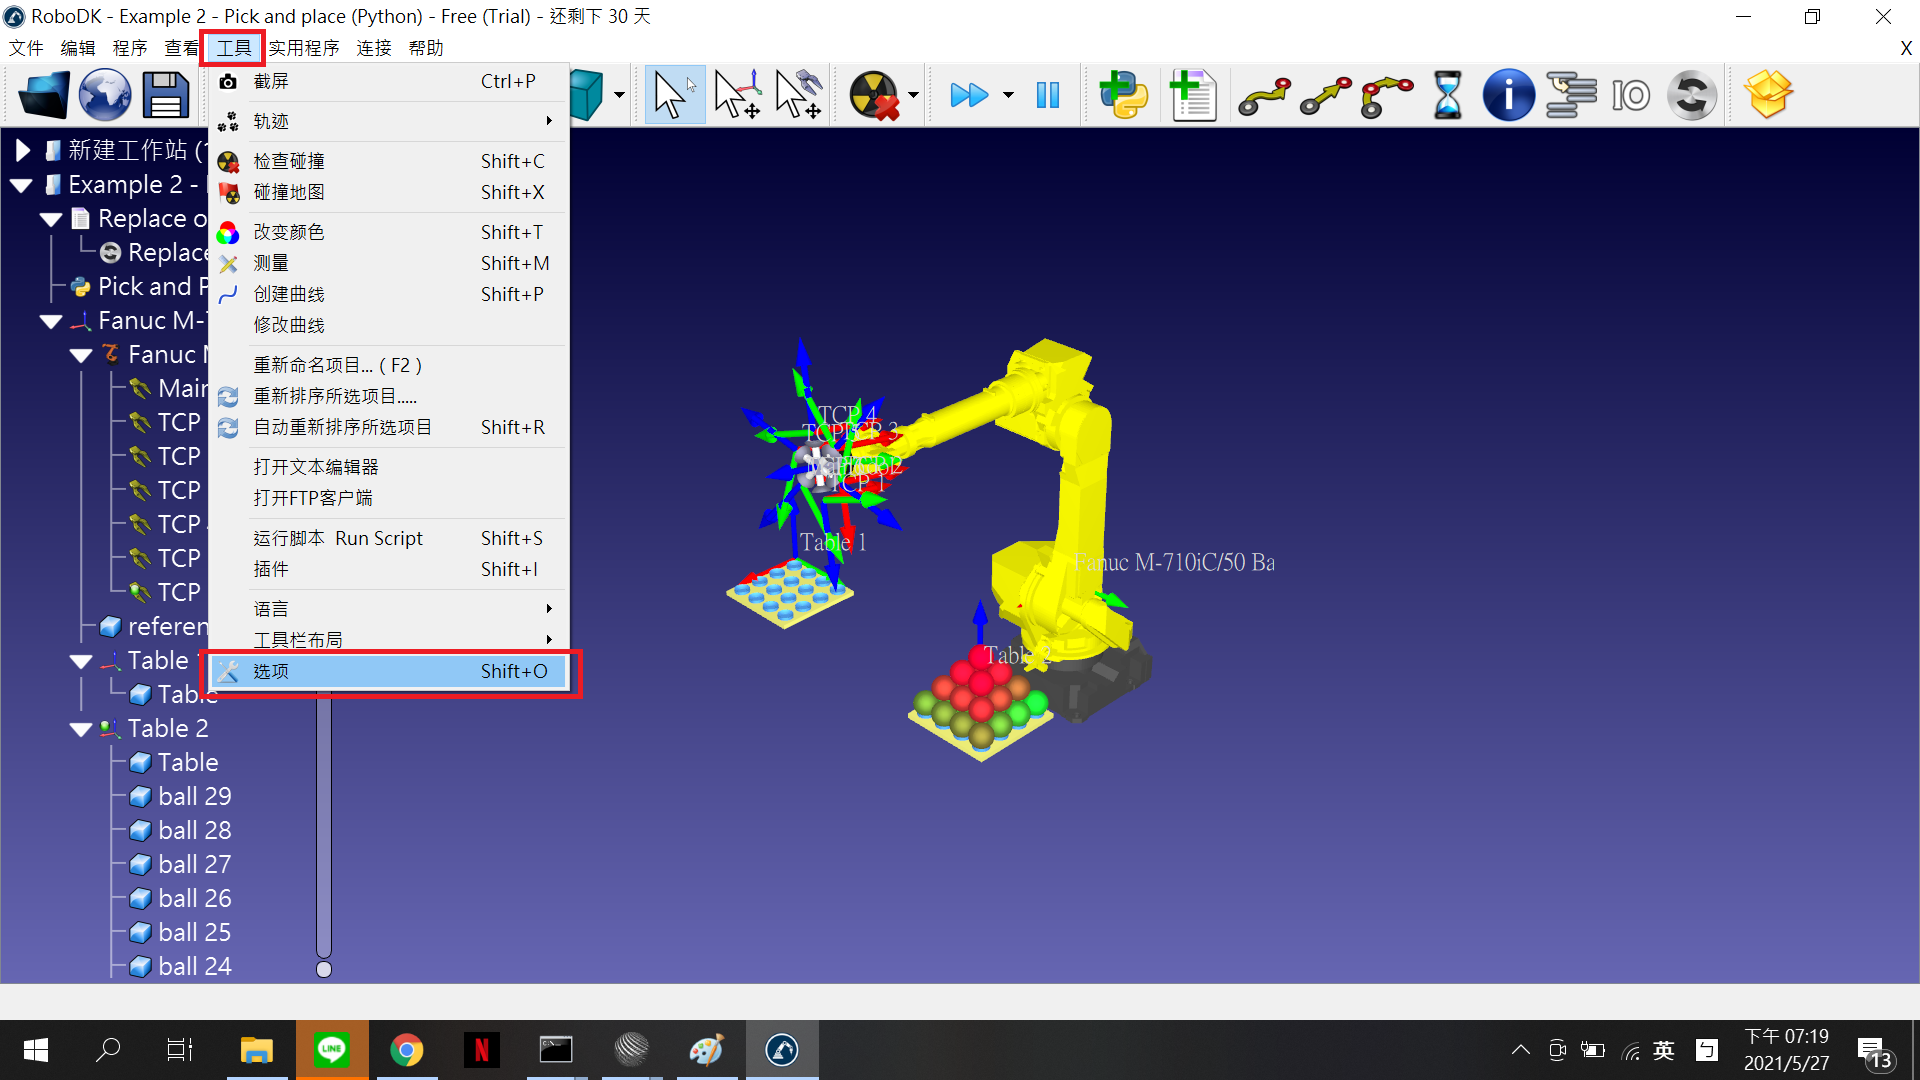 RoboDK - Example 2 - Pick and place (Python) - Free (Trial) - 还剩下 30 天
文件 编辑 程序 查看 工具 实用程序 连接 帮助 X
截屏 Ctrl+P
轨迹
检查碰撞 Shift+C
碰撞地图 Shift+X
改变颜色 Shift+T
测量 Shift+M
创建曲线 Shift+P
修改曲线
重新命名项目... ( F2 )
重新排序所选项目.....
自动重新排序所选项目 Shift+R
打开文本编辑器
打开FTP客户端
运行脚本 Run Script Shift+S
插件 Shift+I
语言
工具栏布局
选项 Shift+O
IO
新建工作站
Example 2 -
Replace o
Replace
Pick and P
Fanuc M-
Fanuc
Main
TCP
TCP
TCP
TCP
TCP
TCP
referen
Table
Table
Table 2
Table
ball 29
ball 28
ball 27
ball 26
ball 25
ball 24
TCP 4
TCP 3
TCP 1
Table 1
Fanuc M-710iC/50 Ba
Table 2
LINE
N
英
下午 07:19
2021/5/27
13